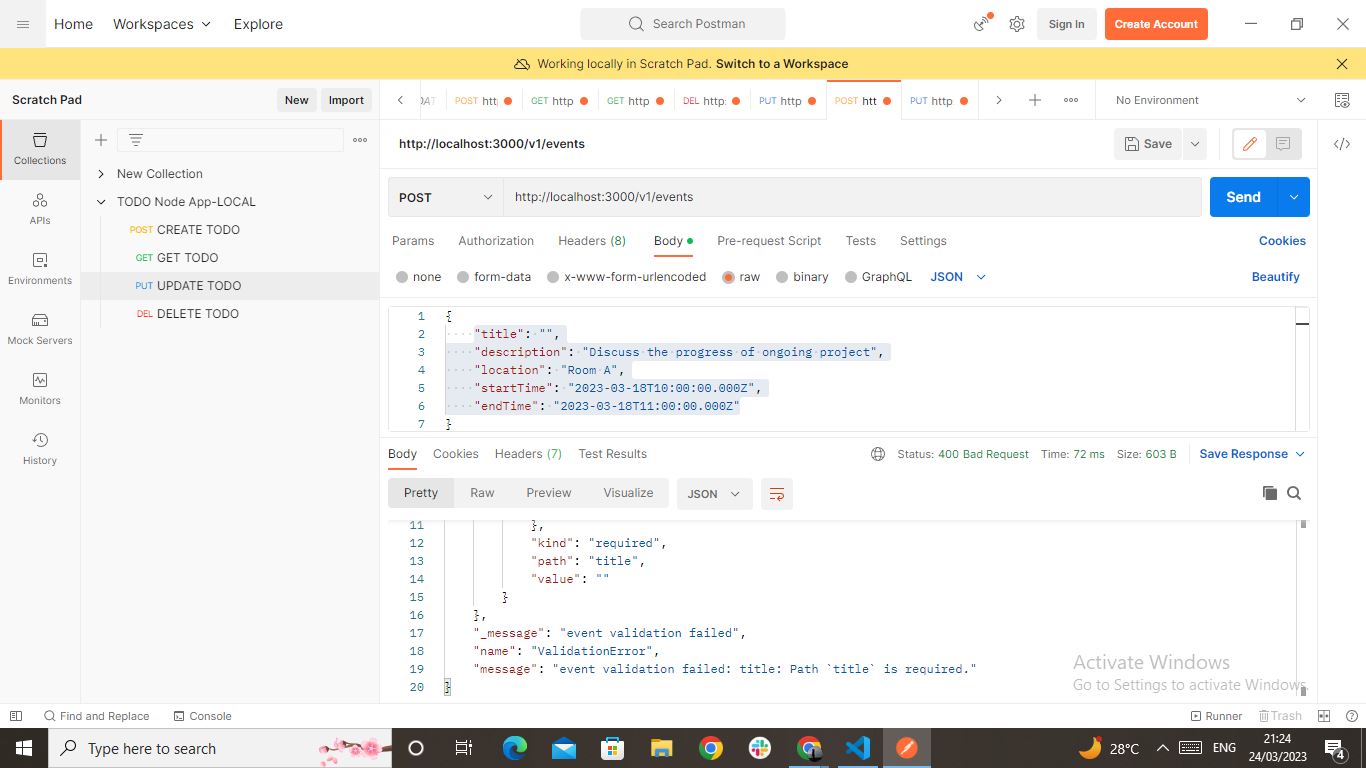 Home Workspaces Explore Search Postman Sign In Create Account
Working locally in Scratch Pad. Switch to a Workspace
Scratch Pad New Import POST htt GET http GET http DEL http: PUT http POST htt PUT http No Environment
http://localhost:3000/v1/events Save
Collections
New Collection
TODO Node App-LOCAL
POST CREATE TODO
GET GET TODO
PUT UPDATE TODO
DEL DELETE TODO
APIs
Environments
Mock Servers
Monitors
History
POST http://localhost:3000/v1/events Send
Params Authorization Headers (8) Body Pre-request Script Tests Settings Cookies
none form-data x-www-form-urlencoded raw binary GraphQL JSON Beautify
1 {
2 "title": "",
3 "description": "Discuss the progress of ongoing project",
4 "location": "Room A",
5 "startTime": "2023-03-18T10:00:00.000Z",
6 "endTime": "2023-03-18T11:00:00.000Z"
7 }
Body Cookies Headers (7) Test Results Status: 400 Bad Request Time: 72 ms Size: 603 B Save Response
Pretty Raw Preview Visualize JSON
11 },
12 "kind": "required",
13 "path": "title",
14 "value": ""
15 }
16 },
17 "_message": "event validation failed",
18 "name": "ValidationError",
19 "message": "event validation failed: title: Path `title` is required."
20 }
Activate Windows
Go to Settings to activate Windows.
Find and Replace Console Runner Trash
Type here to search 28°C ENG 21:24
24/03/2023 4